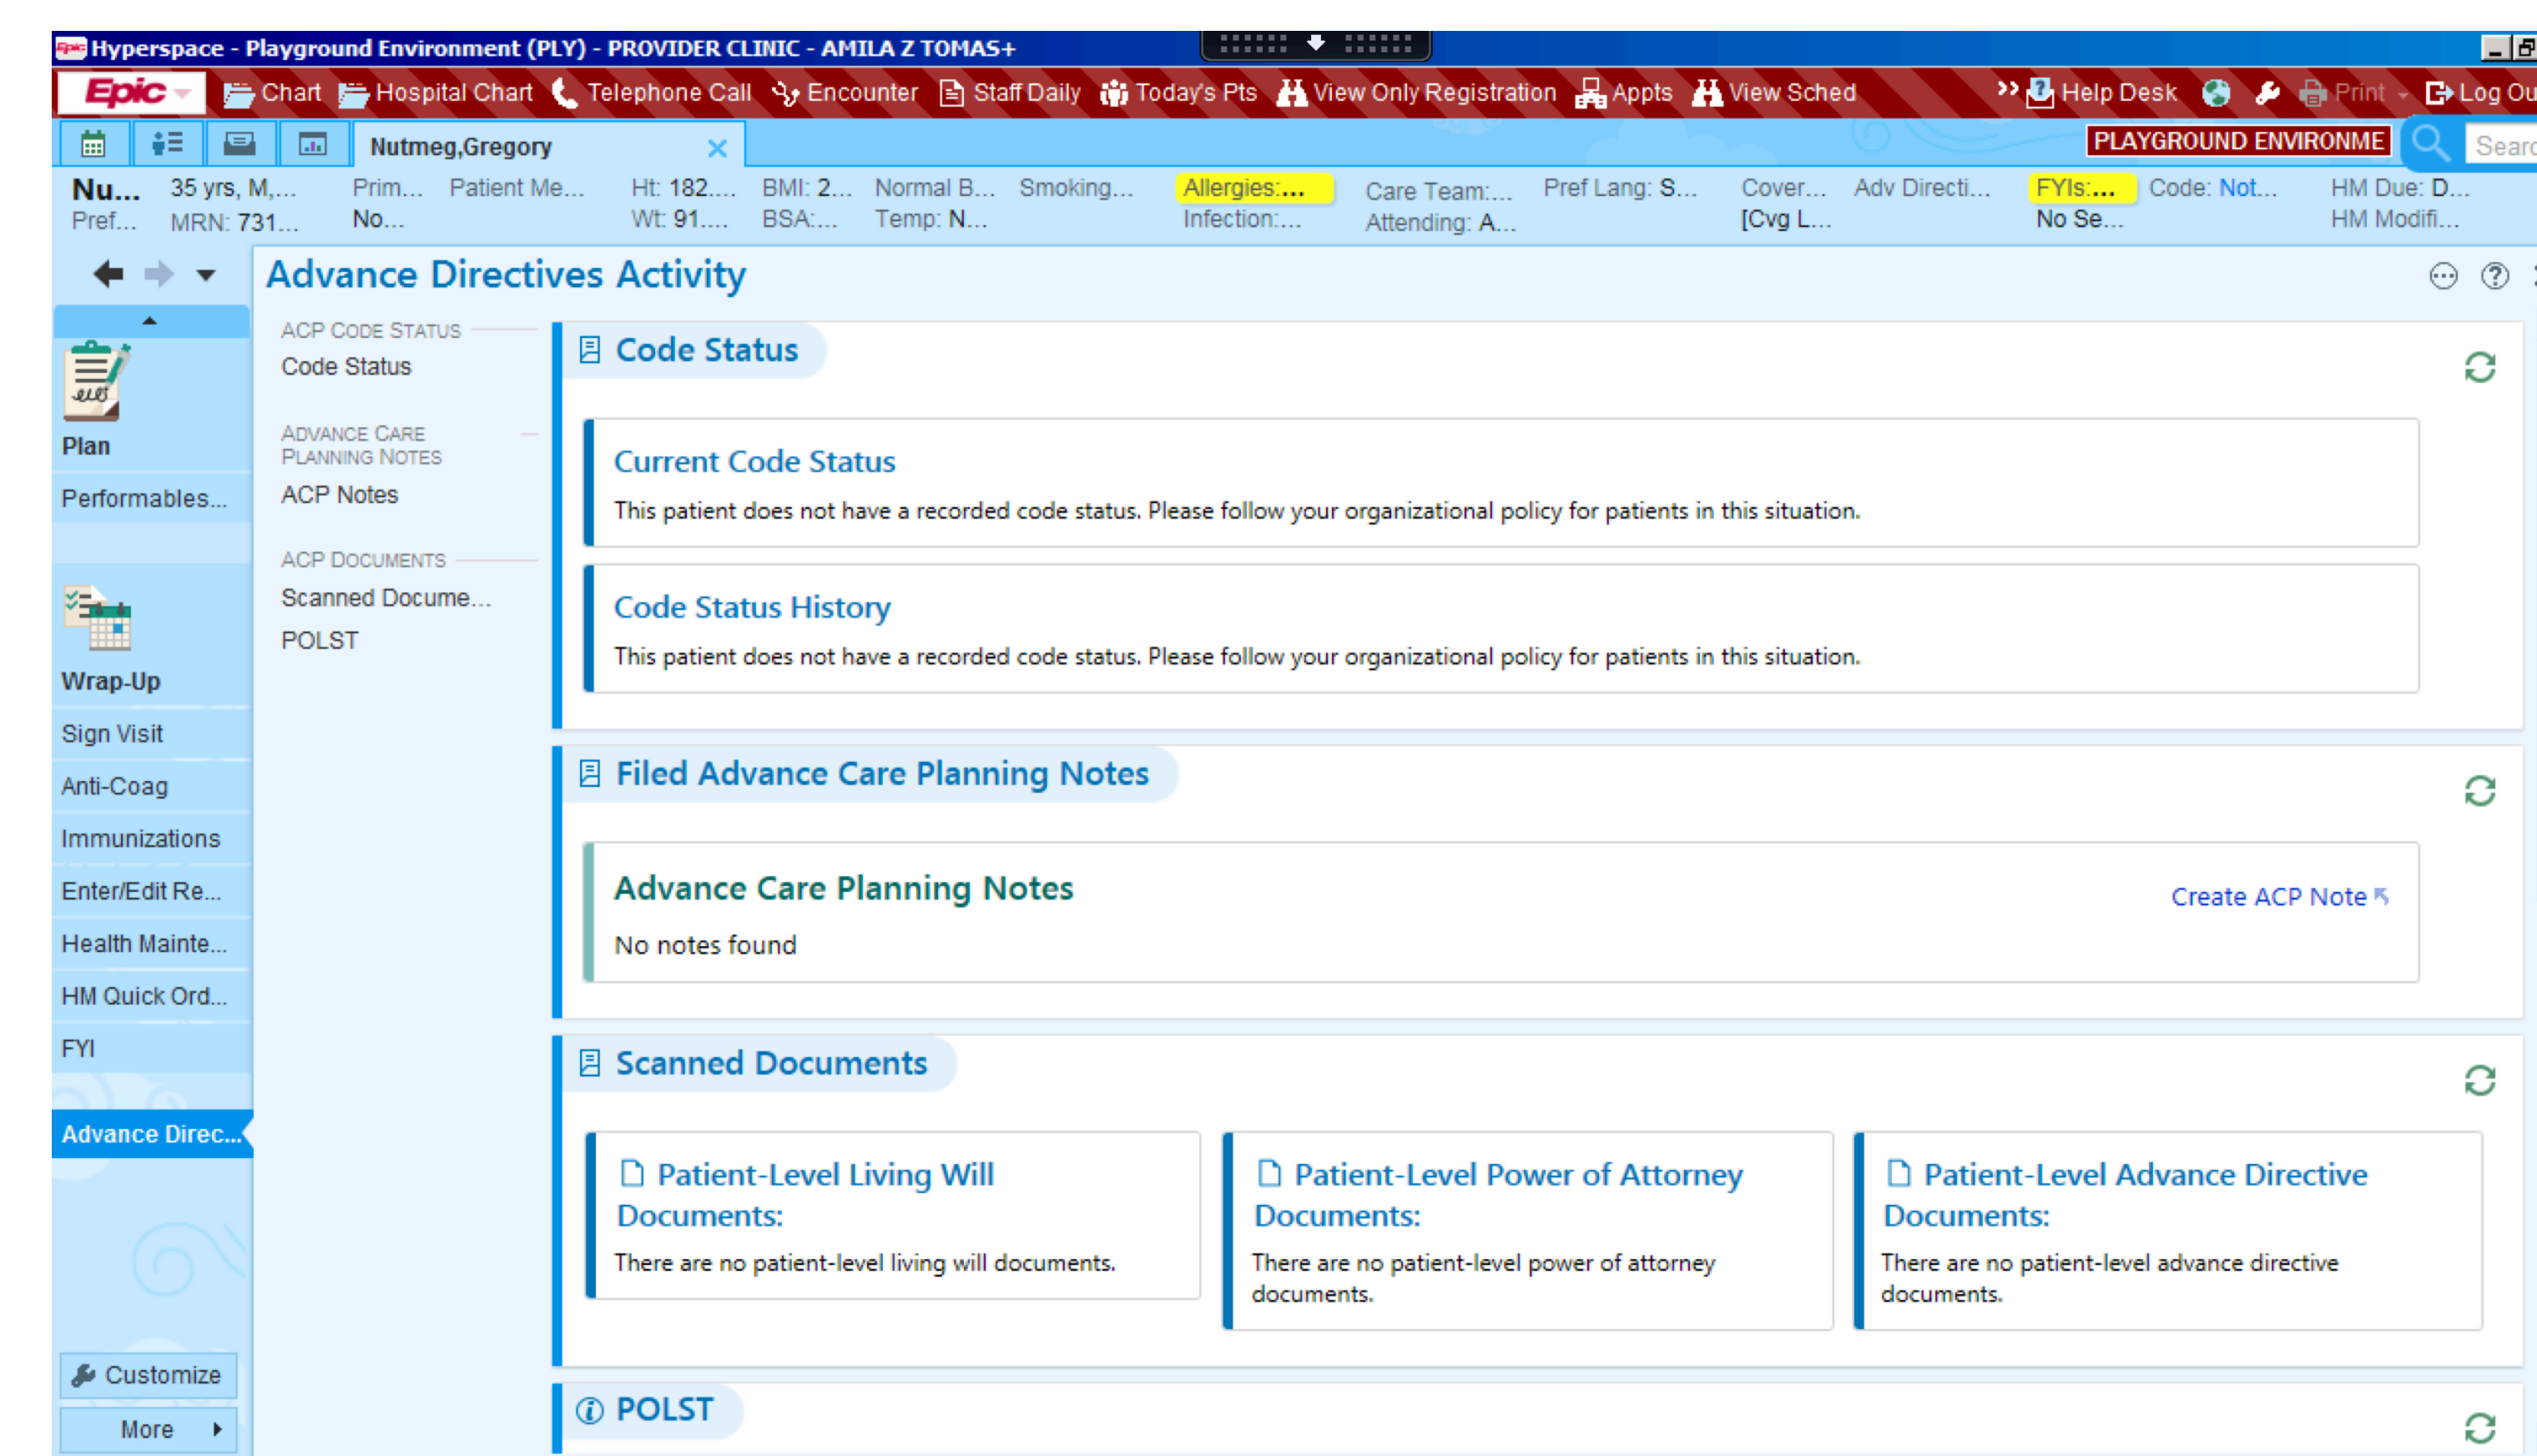 Epic Hyperspace - Playground Environment (PLY) - PROVIDER CLINIC - AMILA Z TOMAS+
Epic Chart Hospital Chart Telephone Call Encounter Staff Daily Today's Pts View Only Registration Appts View Sched >> Help Desk Print Log Ou
Nutmeg,Gregory PLAYGROUND ENVIRONME Searc
Nu... 35 yrs, M,... Prim... Patient Me... Ht: 182.... BMI: 2... Normal B... Smoking... Allergies:... Care Team:... Pref Lang: S... Cover... Adv Directi... FYIs:... Code: Not... HM Due: D...
Pref... MRN: 731... No... Wt: 91.... BSA:... Temp: N... Infection:... Attending: A... [Cvg L... No Se... HM Modifi...
Advance Directives Activity
Plan
Performables...
Wrap-Up
Sign Visit
Anti-Coag
Immunizations
Enter/Edit Re...
Health Mainte...
HM Quick Ord...
FYI
Advance Direc...
Customize
More
ACP CODE STATUS
Code Status
ADVANCE CARE
PLANNING NOTES
ACP Notes
ACP DOCUMENTS
Scanned Docume...
POLST
Code Status
Current Code Status
This patient does not have a recorded code status. Please follow your organizational policy for patients in this situation.
Code Status History
This patient does not have a recorded code status. Please follow your organizational policy for patients in this situation.
Filed Advance Care Planning Notes
Advance Care Planning Notes
Create ACP Note
No notes found
Scanned Documents
Patient-Level Living Will
Documents:
There are no patient-level living will documents.
Patient-Level Power of Attorney
Documents:
There are no patient-level power of attorney
documents.
Patient-Level Advance Directive
Documents:
There are no patient-level advance directive
documents.
POLST